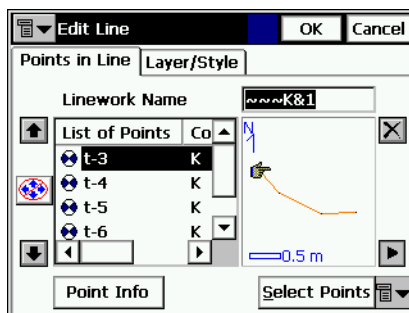 Edit Line OK Cancel
Points in Line Layer/Style
Linework Name ~~~K&1
List of Points Co
t-3 K
t-4 K
t-5 K
t-6 K
N
0.5 m
Point Info Select Points